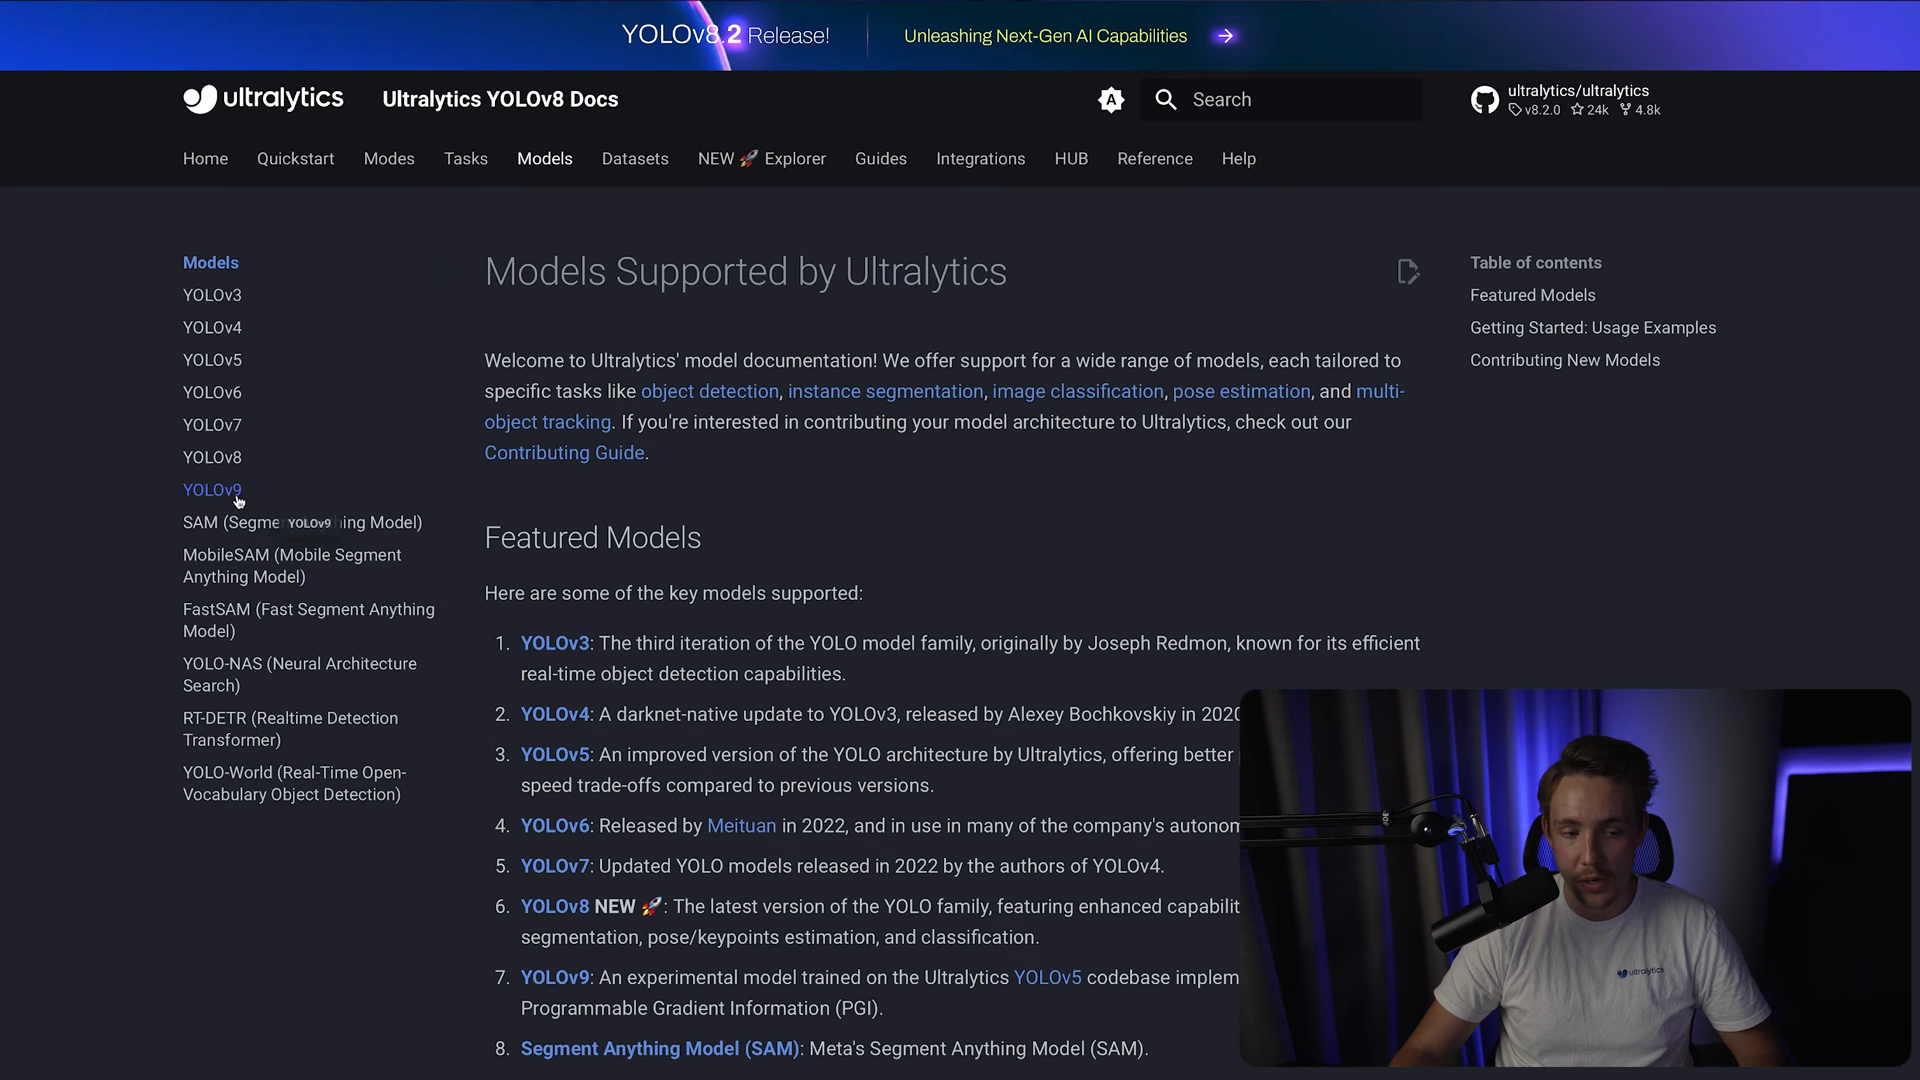 YOLOv8.2 Release!
Unleashing Next-Gen AI Capabilities
ultralytics
Ultralytics YOLOv8 Docs
Search
ultralytics/ultralytics
v8.2.0 24k 4.8k
Home Quickstart Modes Tasks Models Datasets NEW 🚀 Explorer Guides Integrations HUB Reference Help
Models
YOLOv3
YOLOv4
YOLOv5
YOLOv6
YOLOv7
YOLOv8
YOLOv9
SAM (Segme YOLOv9 ing Model)
MobileSAM (Mobile Segment
Anything Model)
FastSAM (Fast Segment Anything
Model)
YOLO-NAS (Neural Architecture
Search)
RT-DETR (Realtime Detection
Transformer)
YOLO-World (Real-Time Open-
Vocabulary Object Detection)
Models Supported by Ultralytics
Welcome to Ultralytics' model documentation! We offer support for a wide range of models, each tailored to
specific tasks like object detection, instance segmentation, image classification, pose estimation, and multi-
object tracking. If you're interested in contributing your model architecture to Ultralytics, check out our
Contributing Guide.
Featured Models
Here are some of the key models supported:
1. YOLOv3: The third iteration of the YOLO model family, originally by Joseph Redmon, known for its efficient
real-time object detection capabilities.
2. YOLOv4: A darknet-native update to YOLOv3, released by Alexey Bochkovskiy in 2020
3. YOLOv5: An improved version of the YOLO architecture by Ultralytics, offering better
speed trade-offs compared to previous versions.
4. YOLOv6: Released by Meituan in 2022, and in use in many of the company's autonom
5. YOLOv7: Updated YOLO models released in 2022 by the authors of YOLOv4.
6. YOLOv8 NEW 🚀: The latest version of the YOLO family, featuring enhanced capabilit
segmentation, pose/keypoints estimation, and classification.
7. YOLOv9: An experimental model trained on the Ultralytics YOLOv5 codebase implem
Programmable Gradient Information (PGI).
8. Segment Anything Model (SAM): Meta's Segment Anything Model (SAM).
Table of contents
Featured Models
Getting Started: Usage Examples
Contributing New Models
ultralytics